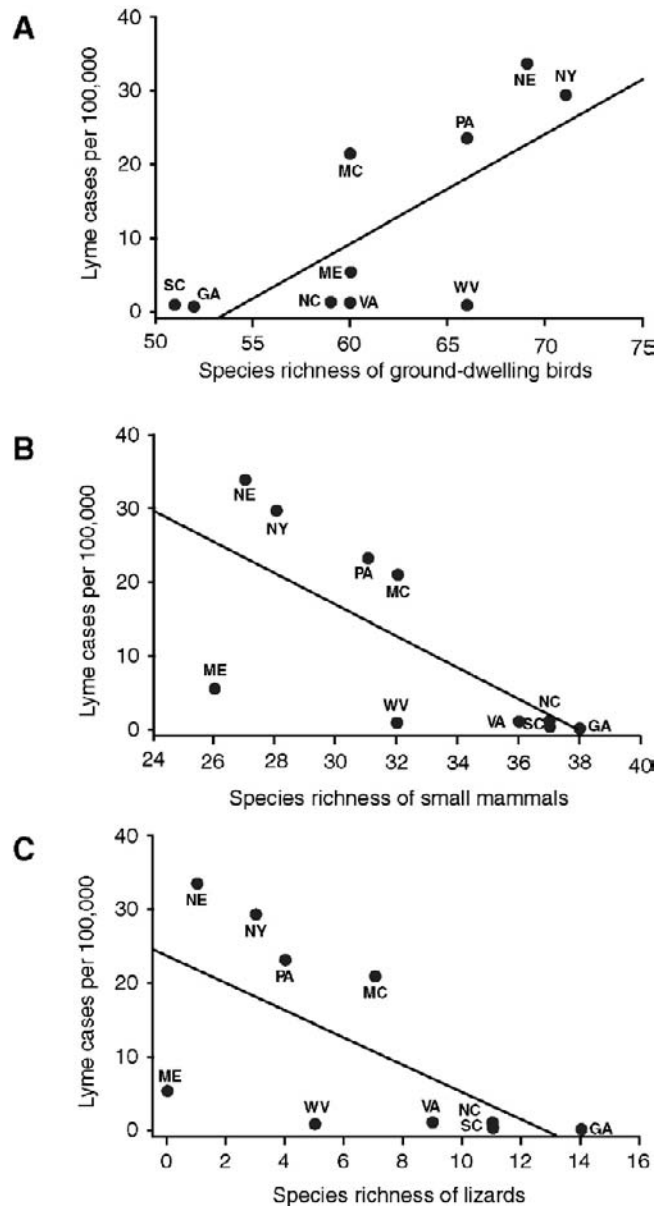 A
Lyme cases per 100,000
40
30
20
10
0
NE
NY
PA
MC
ME
SC
GA
NC
VA
WV
50
55
60
65
70
75
Species richness of ground-dwelling birds
B
Lyme cases per 100,000
40
30
20
10
0
NE
NY
PA
MC
ME
WV
NC
VA
SC
GA
24
26
28
30
32
34
36
38
40
Species richness of small mammals
C
Lyme cases per 100,000
40
30
20
10
0
NE
NY
PA
MC
ME
WV
VA
NC
SC
GA
0
2
4
6
8
10
12
14
16
Species richness of lizards